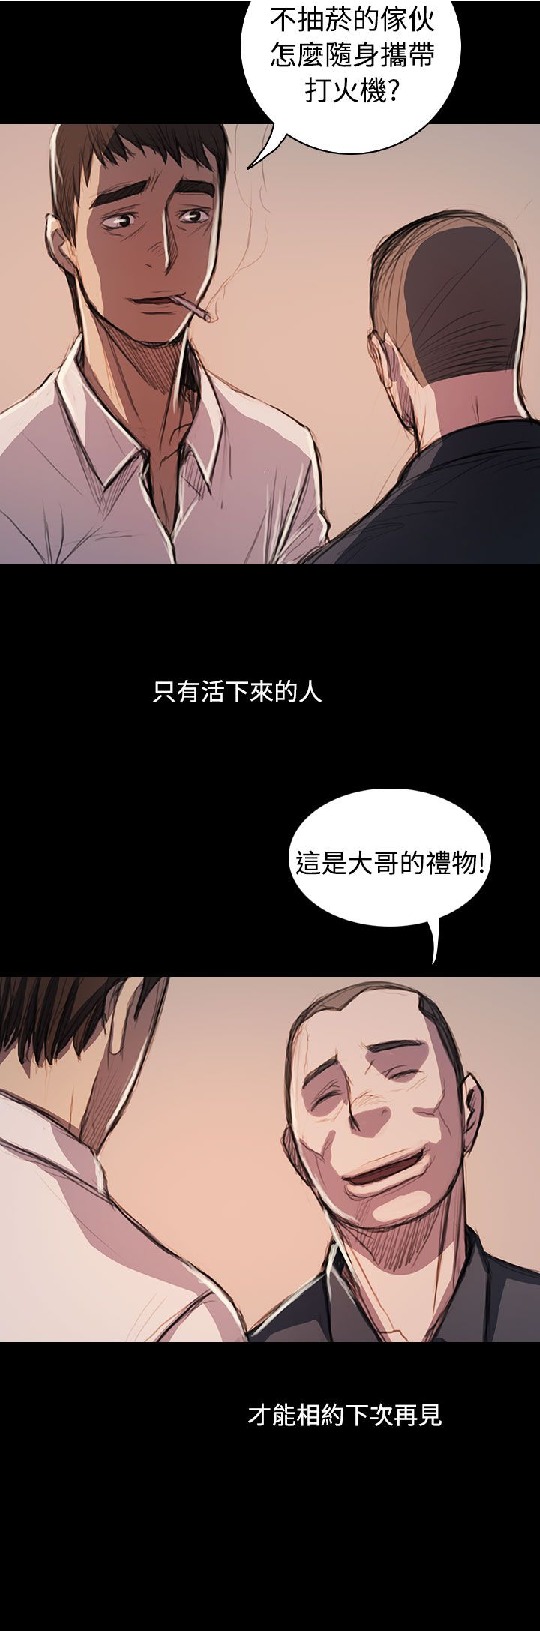 不抽菸的傢伙
怎麼隨身攜帶
打火機?
只有活下來的人
這是大哥的禮物!
才能相約下次再見